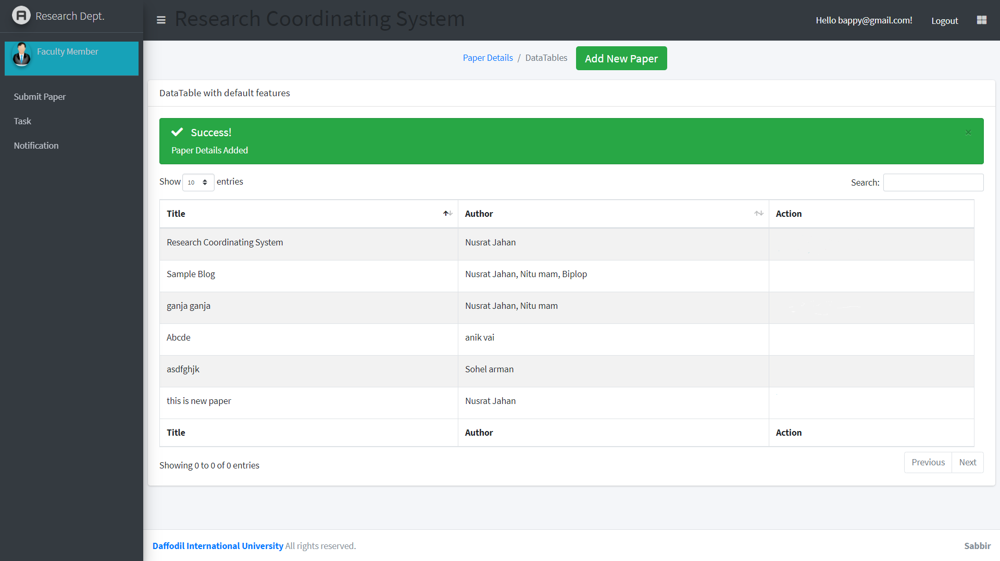 Research Dept.
Research Coordinating System
Hello bappy@gmail.com!
Logout
Faculty Member
Submit Paper
Task
Notification
Paper Details / DataTables
Add New Paper
DataTable with default features
Success!
×
Paper Details Added
Show 10 entries
Search:
Title Author Action
Research Coordinating System Nusrat Jahan
Sample Blog Nusrat Jahan, Nitu mam, Biplop
ganja ganja Nusrat Jahan, Nitu mam
Abcde anik vai
asdfghjk Sohel arman
this is new paper Nusrat Jahan
Title Author Action
Showing 0 to 0 of 0 entries
Previous Next
Daffodil International University All rights reserved.
Sabbir